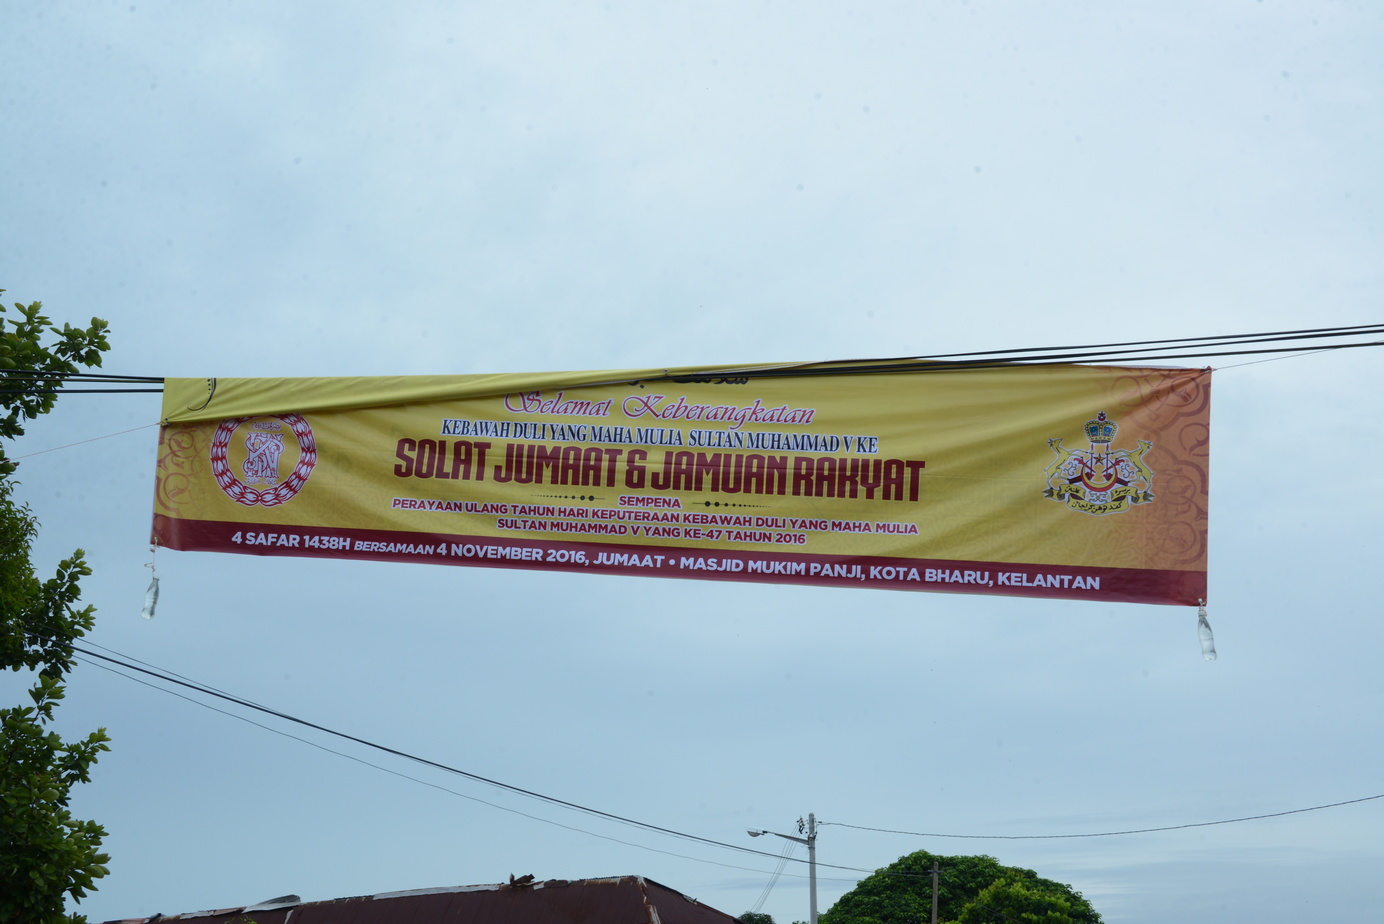 Selamat Keberangkatan
KEBAWAH DULI YANG MAHA MULIA SULTAN MUHAMMAD V KE
SOLAT JUMAAT & JAMUAN RAKYAT
SEMPENA
PERAYAAN ULANG TAHUN HARI KEPUTERAAN KEBAWAH DULI YANG MAHA MULIA
SULTAN MUHAMMAD V YANG KE-47 TAHUN 2016
4 SAFAR 1438H BERSAMAAN 4 NOVEMBER 2016, JUMAAT • MASJID MUKIM PANJI, KOTA BHARU, KELANTAN